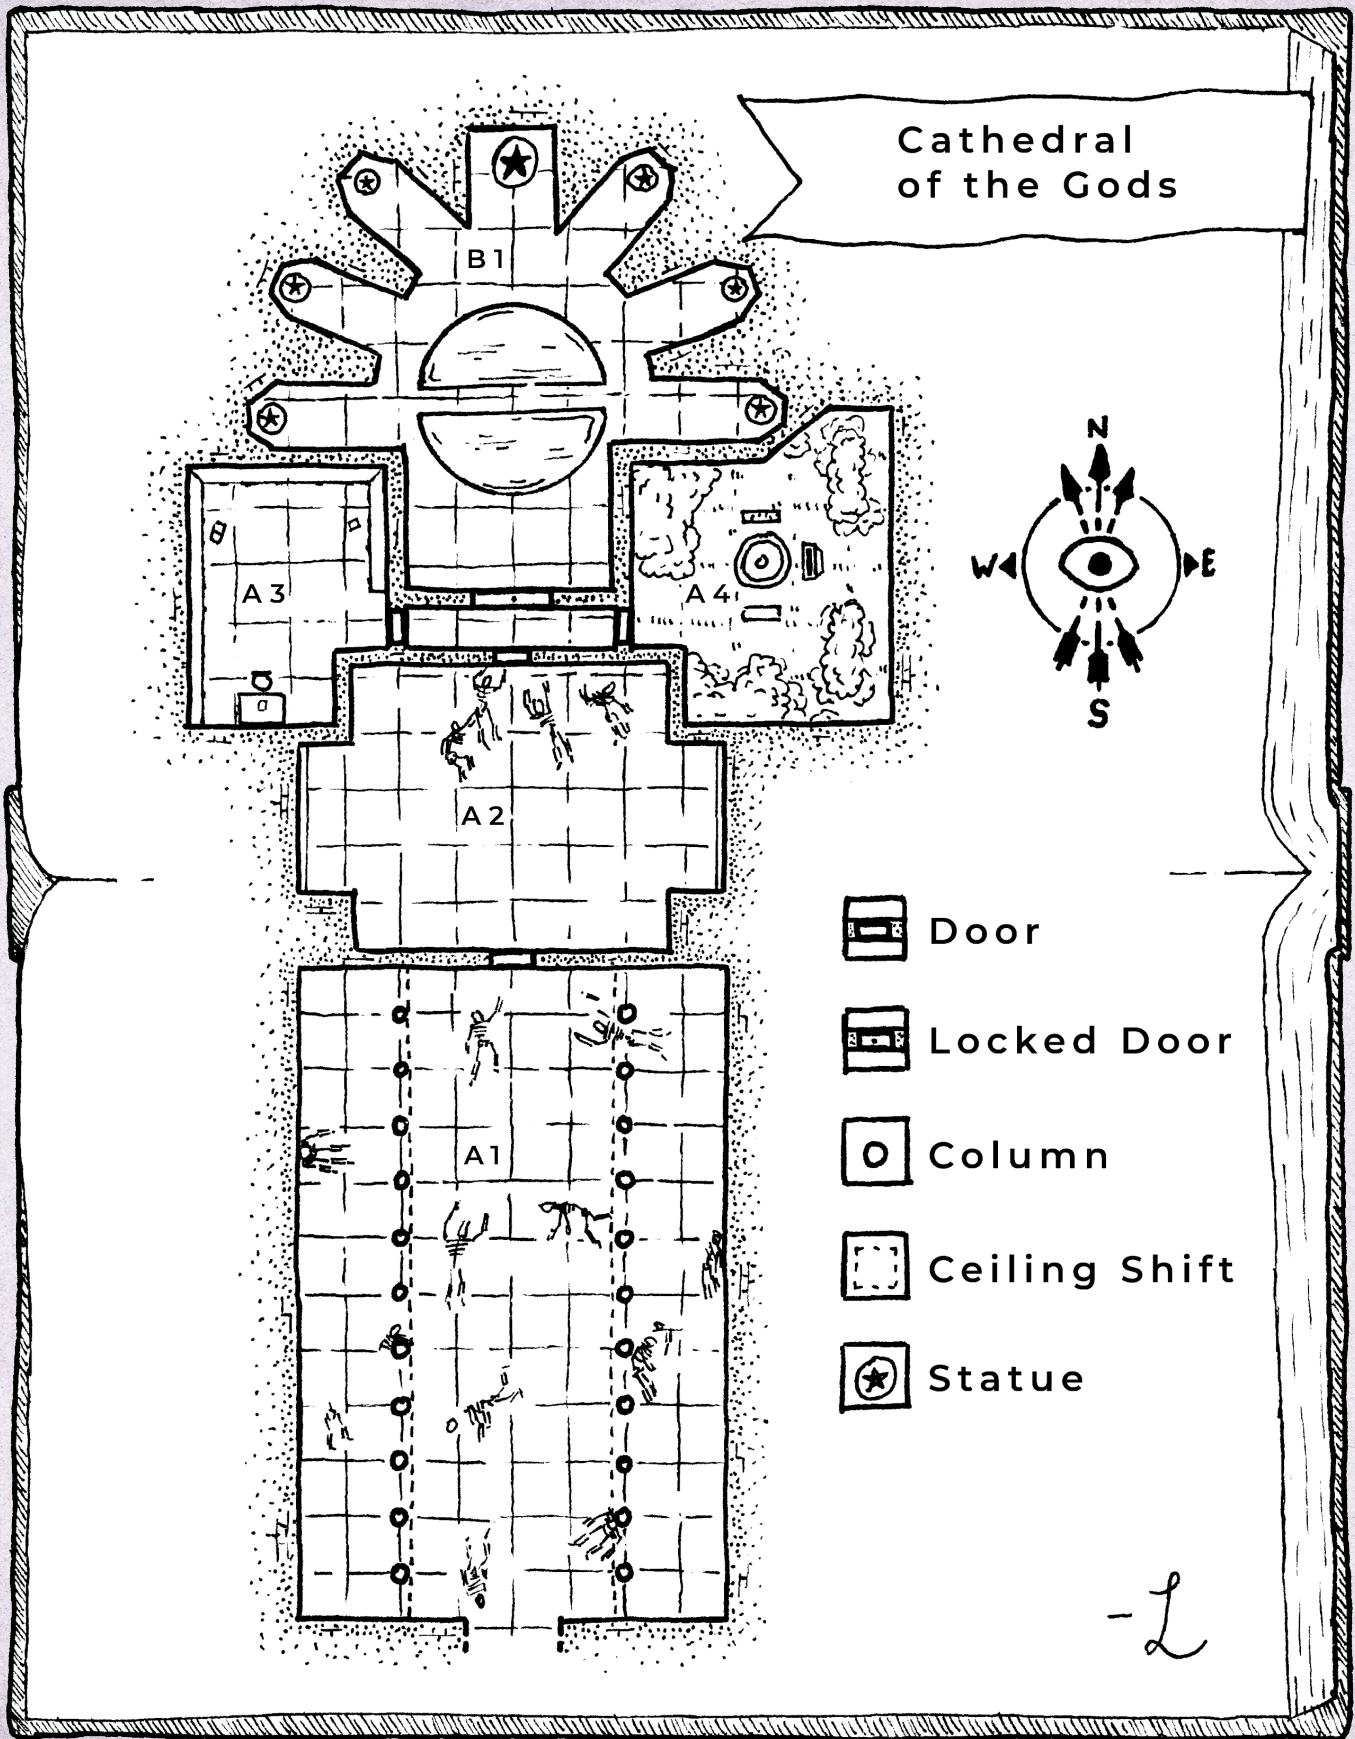 Cathedral
of the Gods
B1
N
W
E
S
A3
A4
A2
Door
Locked Door
A1
Column
Ceiling Shift
Statue
-L